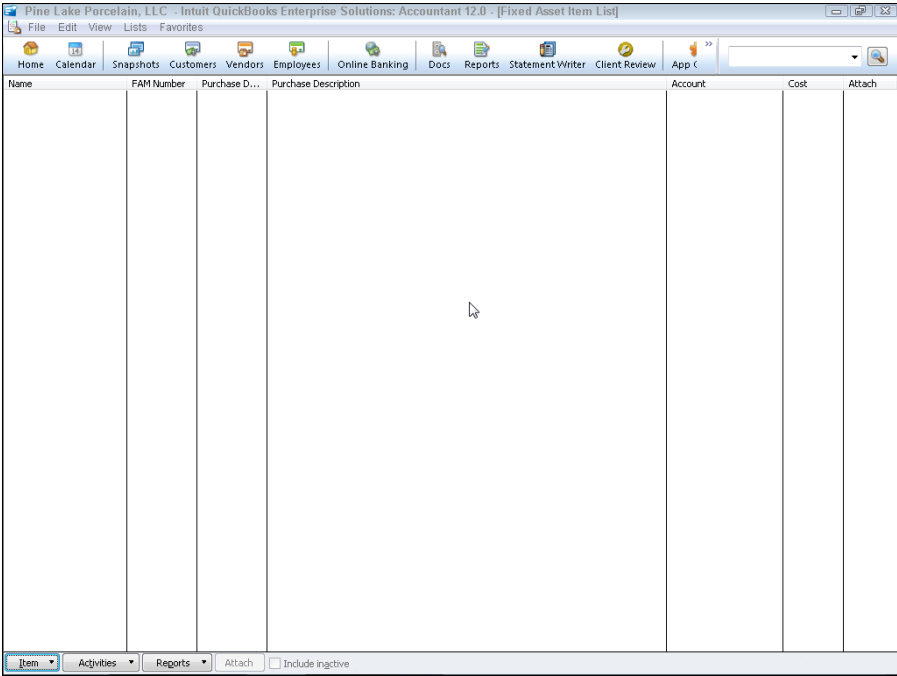 Pine Lake Porcelain, LLC - Intuit QuickBooks Enterprise Solutions: Accountant 12.0 - [Fixed Asset Item List]
File Edit View Lists Favorites
14
Home Calendar Snapshots Customers Vendors Employees Online Banking Docs Reports Statement Writer Client Review App C »
Name FAM Number Purchase D... Purchase Description Account Cost Attach
Item Activities Reports Attach Include inactive